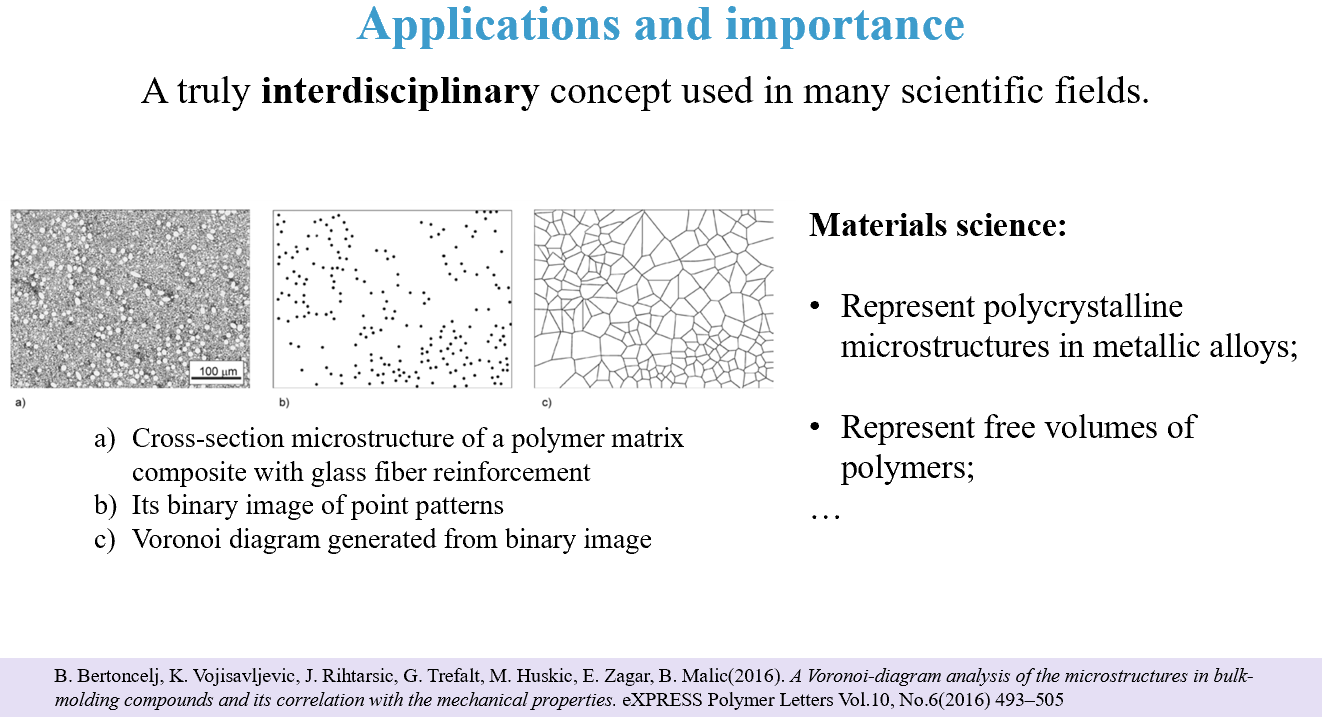 Applications and importance
A truly interdisciplinary concept used in many scientific fields.
100 μm
a)
b)
c)
a) Cross-section microstructure of a polymer matrix
composite with glass fiber reinforcement
b) Its binary image of point patterns
c) Voronoi diagram generated from binary image
Materials science:
• Represent polycrystalline
microstructures in metallic alloys;
• Represent free volumes of
polymers;
…
B. Bertoncelj, K. Vojisavljevic, J. Rihtarsic, G. Trefalt, M. Huskic, E. Zagar, B. Malic(2016). A Voronoi-diagram analysis of the microstructures in bulk-
molding compounds and its correlation with the mechanical properties. eXPRESS Polymer Letters Vol.10, No.6(2016) 493–505